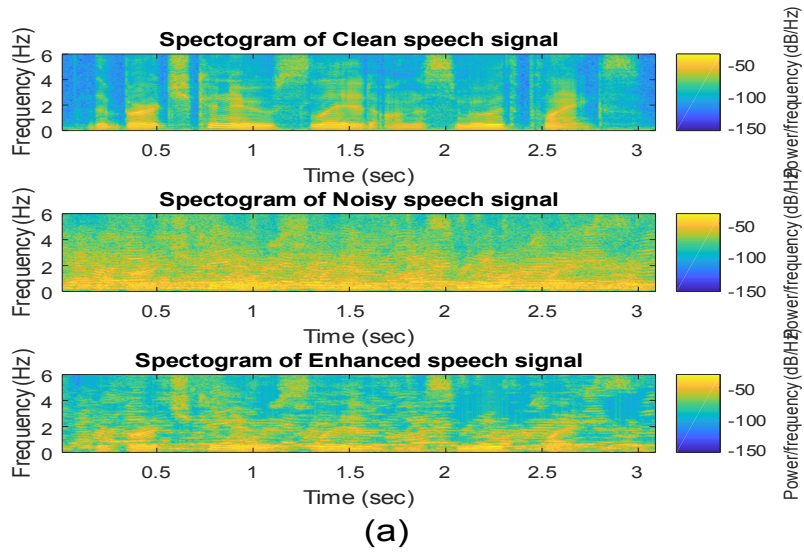 Spectogram of Clean speech signal
Frequency (Hz)
6
4
2
0
0.5 1 1.5 2 2.5 3
Time (sec)
-50
-100
-150
Power/frequency (dB/Hz)
Spectogram of Noisy speech signal
Frequency (Hz)
6
4
2
0
0.5 1 1.5 2 2.5 3
Time (sec)
-50
-100
-150
Power/frequency (dB/Hz)
Spectogram of Enhanced speech signal
Frequency (Hz)
6
4
2
0
0.5 1 1.5 2 2.5 3
Time (sec)
-50
-100
-150
Power/frequency (dB/Hz)
(a)